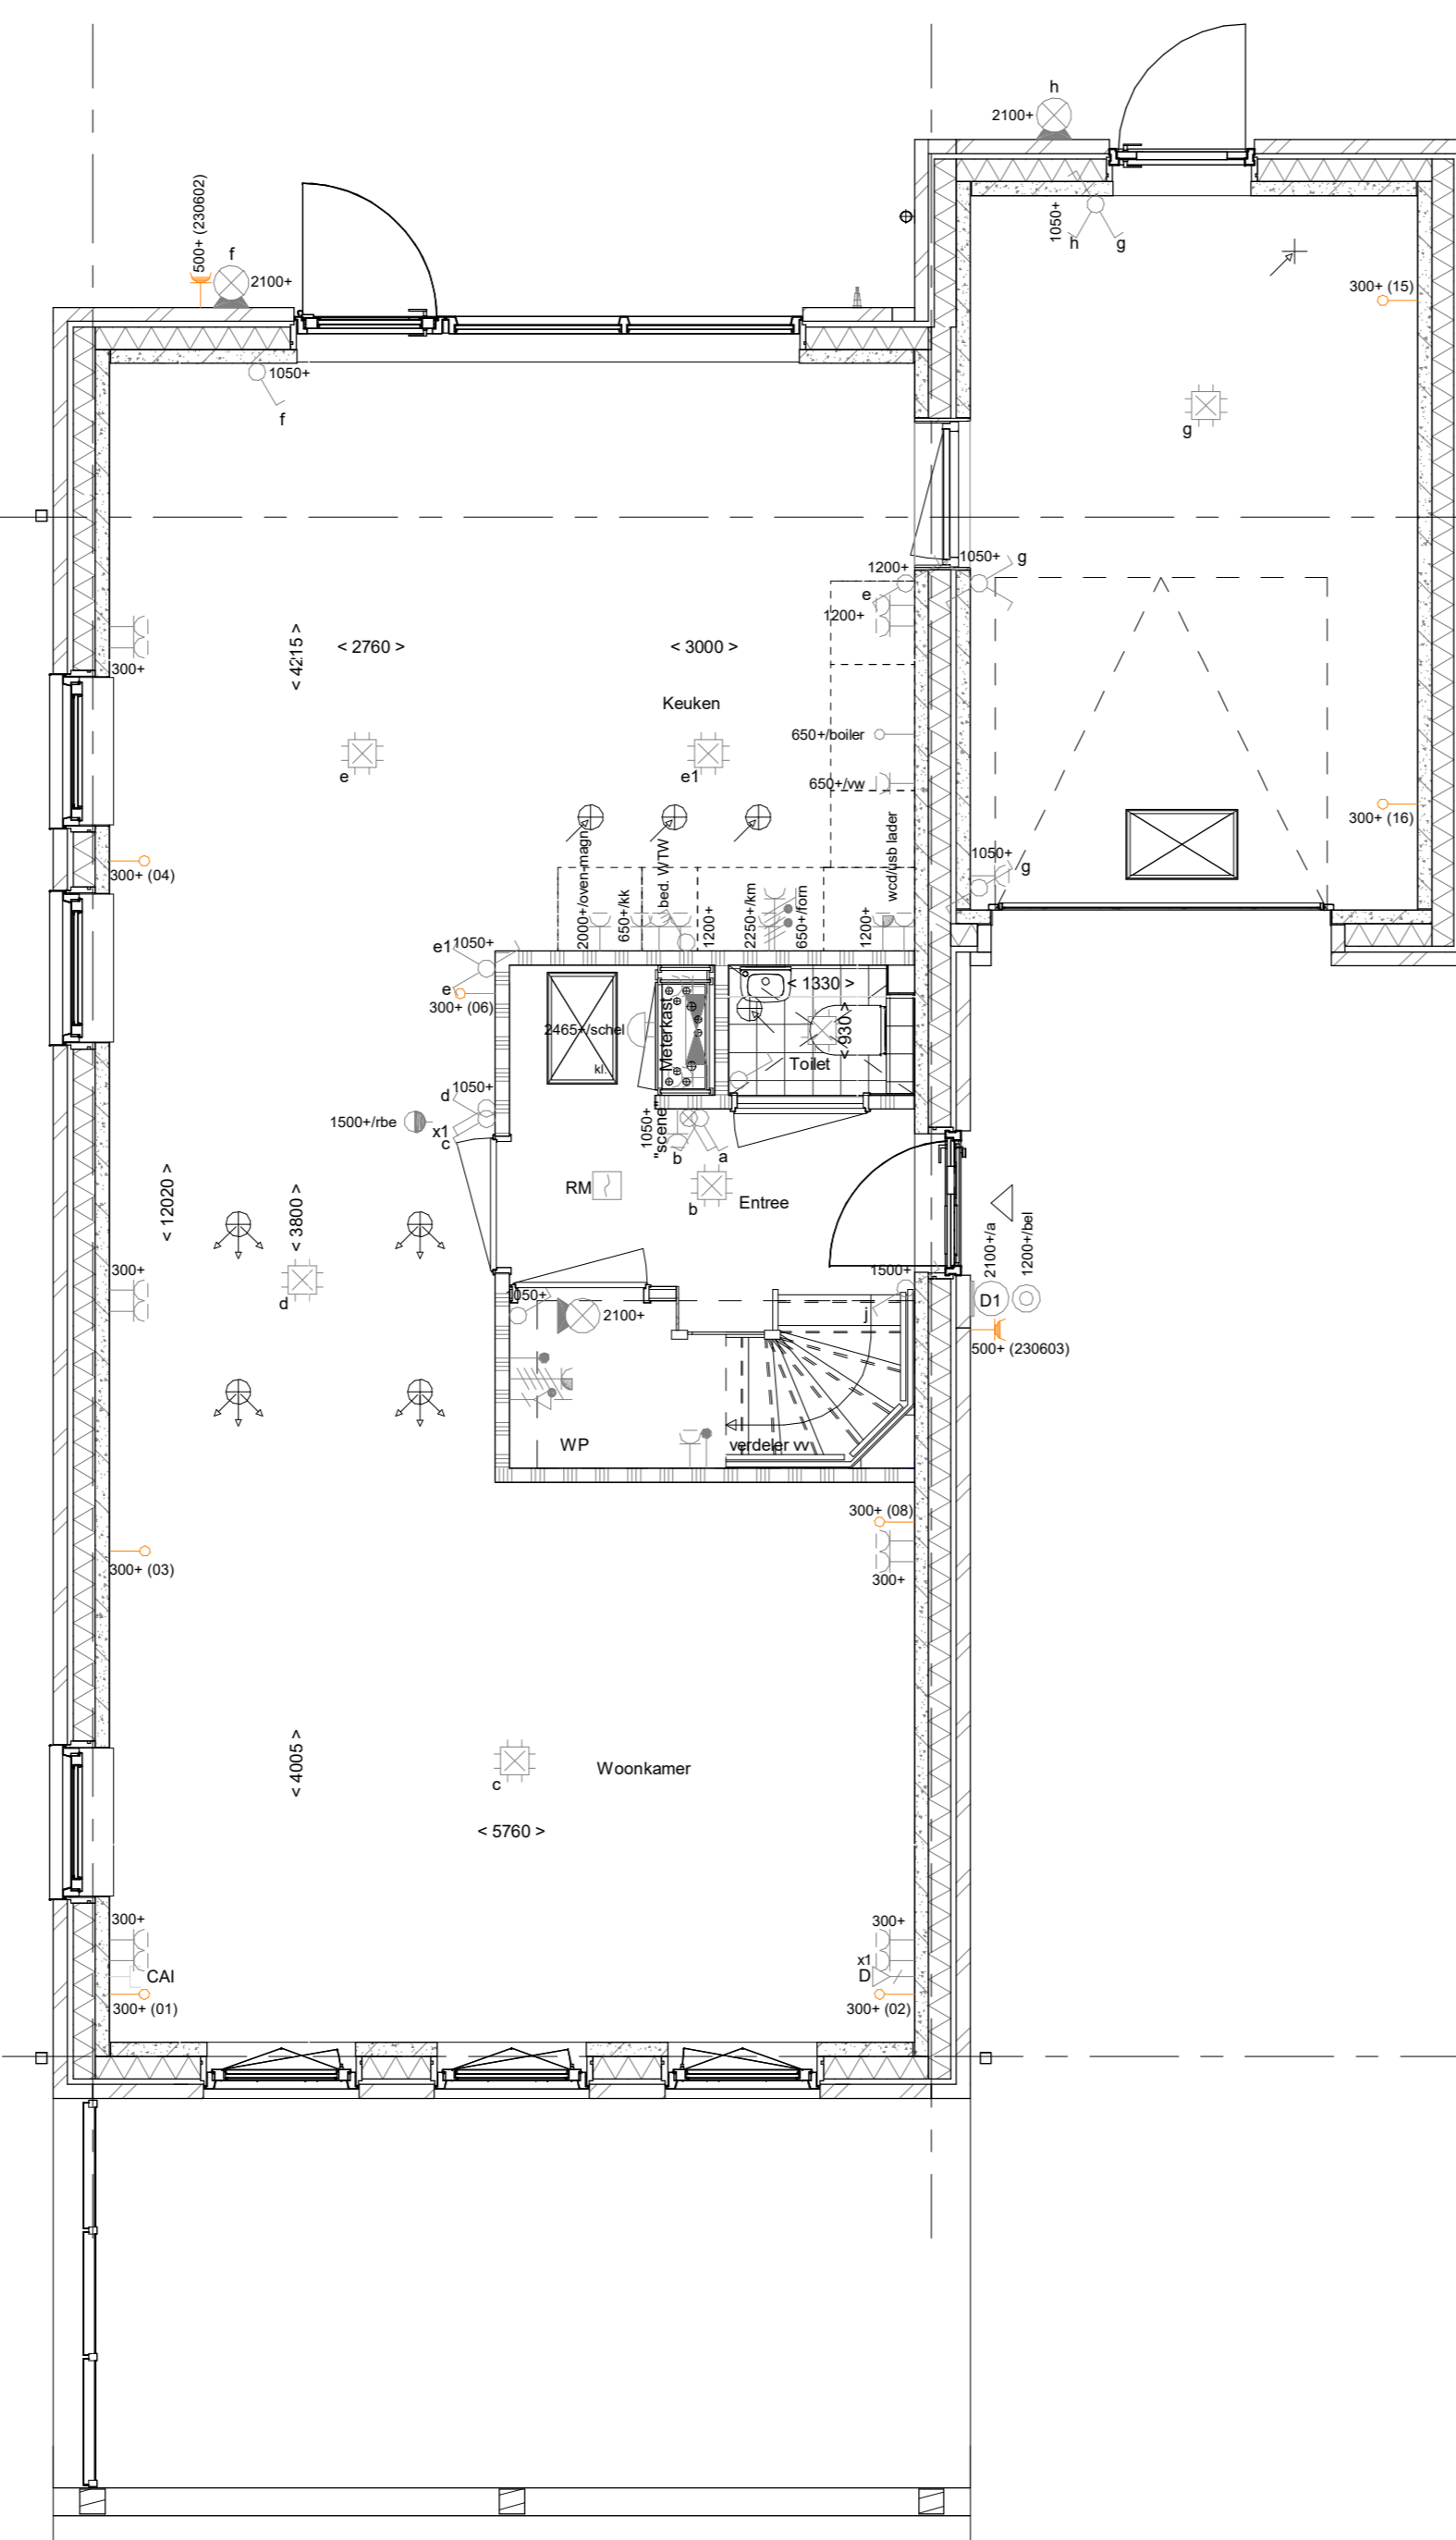 h
2100+
500+ (230602)
f
2100+
1050+
h
g
300+ (15)
1050+
f
g
1200+
1050+
g
e
1200+
300+
< 4215 >
< 2760 >
< 3000 >
Keuken
650+/boiler
e
e1
650+/vw
300+ (16)
300+ (04)
2000+/oven-magn
650+/kk
bed. WTW
1200+
2250+/km
650+/forn
wcd/usb lader
1200+
1050+
g
e1
1050+
e
300+ (06)
< 1330 >
2465+/schel
Meterkast
< 930 >
kl.
Toilet
d
1050+
1500+/rbe
x1
c
1050+
"scene"
b
a
RM
b
Entree
< 12020 >
< 3800 >
2100+/a
1200+/bel
300+
d
1050+
2100+
1500+
j
D1
500+ (230603)
WP
verdeler vv
300+ (08)
300+
300+ (03)
< 4005 >
c
Woonkamer
< 5760 >
300+
CAI
300+ (01)
300+
x1
D
300+ (02)